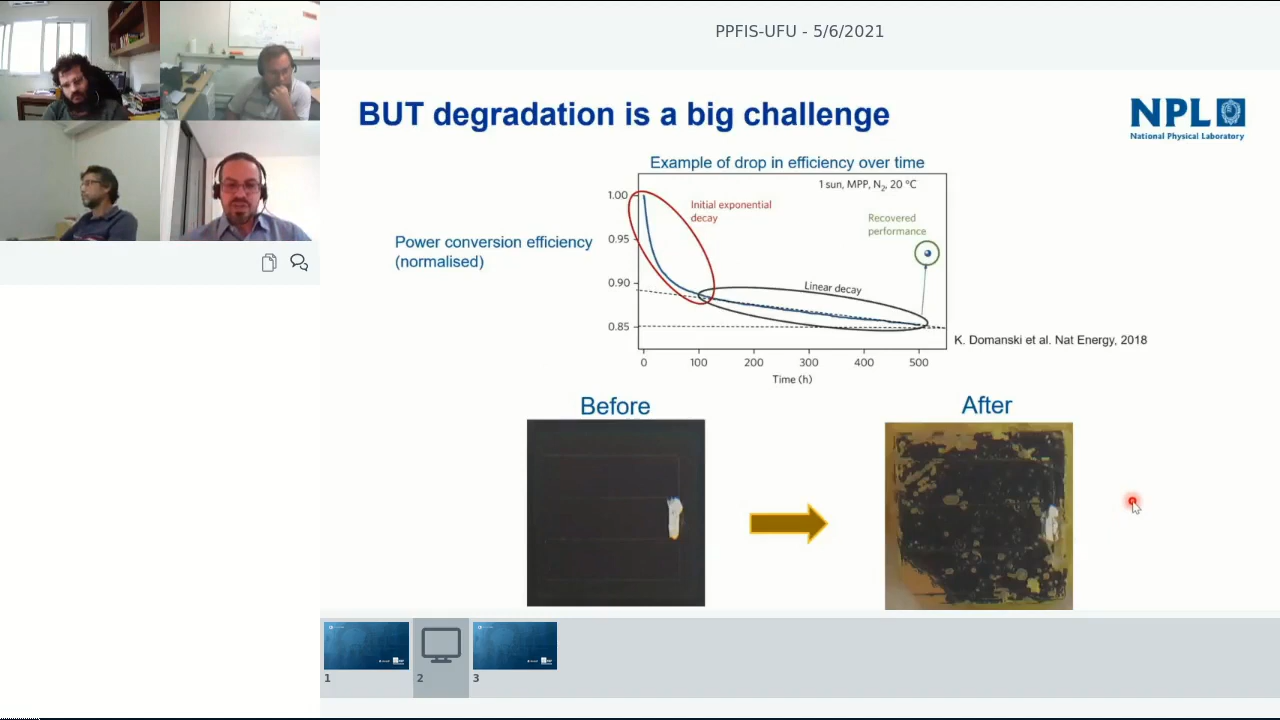 PPFIS-UFU - 5/6/2021
BUT degradation is a big challenge
NPL
National Physical Laboratory
Example of drop in efficiency over time
1 sun, MPP, N2, 20 °C
1.00
Initial exponential
decay
Recovered
performance
Power conversion efficiency
(normalised)
0.95
0.90
Linear decay
0.85
K. Domanski et al. Nat Energy, 2018
0 100 200 300 400 500
Time (h)
Before
After
1
2
3